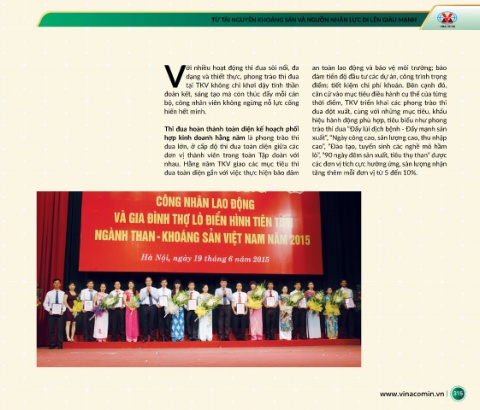 TỪ TÀI NGUYÊN KHOÁNG SẢN VÀ NGUỒN NHÂN LỰC ĐI LÊN GIÀU MẠNH
Với nhiều hoạt động thi đua sôi nổi, đa
dạng và thiết thực, phong trào thi đua
tại TKV không chỉ khơi dậy tinh thần
đoàn kết, sáng tạo mà còn thúc đẩy mỗi cán
bộ, công nhân viên không ngừng nỗ lực cống
hiến hết mình.
Thi đua hoàn thành toàn diện kế hoạch phối
hợp kinh doanh hằng năm là phong trào thi
đua lớn, ở cấp độ thi đua toàn diện giữa các
đơn vị thành viên trong toàn Tập đoàn với
nhau. Hằng năm TKV giao các mục tiêu thi
đua toàn diện gắn với việc thực hiện bảo đảm
an toàn lao động và bảo vệ môi trường; bảo
đảm tiến độ đầu tư các dự án, công trình trọng
điểm; tiết kiệm chi phí khoán. Bên cạnh đó,
căn cứ vào mục tiêu điều hành cụ thể của từng
thời điểm, TKV triển khai các phong trào thi
đua đột xuất, cùng với những mục tiêu, khẩu
hiệu hành động phù hợp, tiêu biểu như phong
trào thi đua “Đẩy lùi dịch bệnh - Đẩy mạnh sản
xuất”, “Ngày công cao, sản lượng cao, thu nhập
cao”, “Đào tạo, tuyển sinh các nghề mỏ hầm
lò”, “90 ngày đêm sản xuất, tiêu thụ than” được
các đơn vị tích cực hưởng ứng, sản lượng nhận
tăng thêm mỗi đơn vị từ 5 đến 10%.
CÔNG NHÂN LAO ĐỘNG
VÀ GIA ĐÌNH THỢ LÒ ĐIỂN HÌNH TIÊN TIẾN
NGÀNH THAN - KHOÁNG SẢN VIỆT NAM NĂM 2015
Hà Nội, ngày 19 tháng 6 năm 2015
www.vinacomin.vn | 315